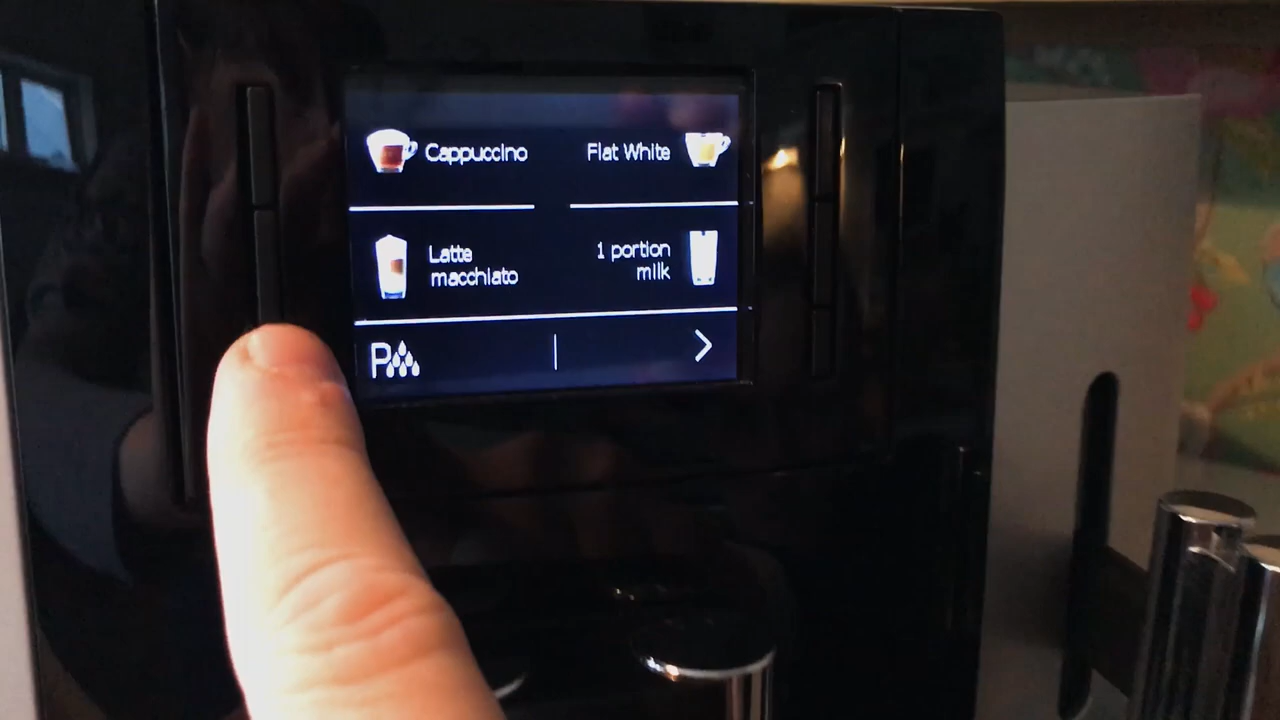 Cappuccino
Flat White
Latte
macchiato
1 portion
milk
P